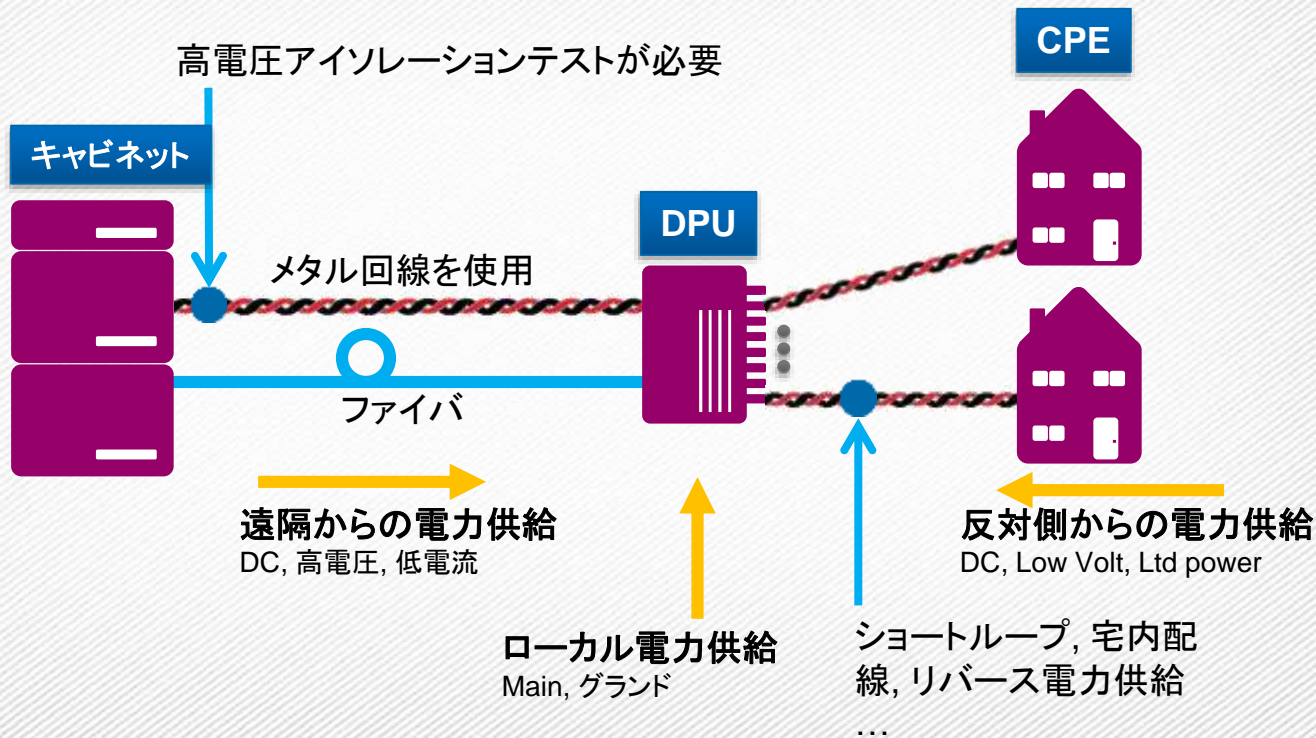 高電圧アイソレーションテストが必要
CPE
キャビネット
DPU
メタル回線を使用
ファイバ
遠隔からの電力供給
DC, 高電圧, 低電流
反対側からの電力供給
DC, Low Volt, Ltd power
ローカル電力供給
Main, グランド
ショートループ, 宅内配
線, リバース電力供給
…